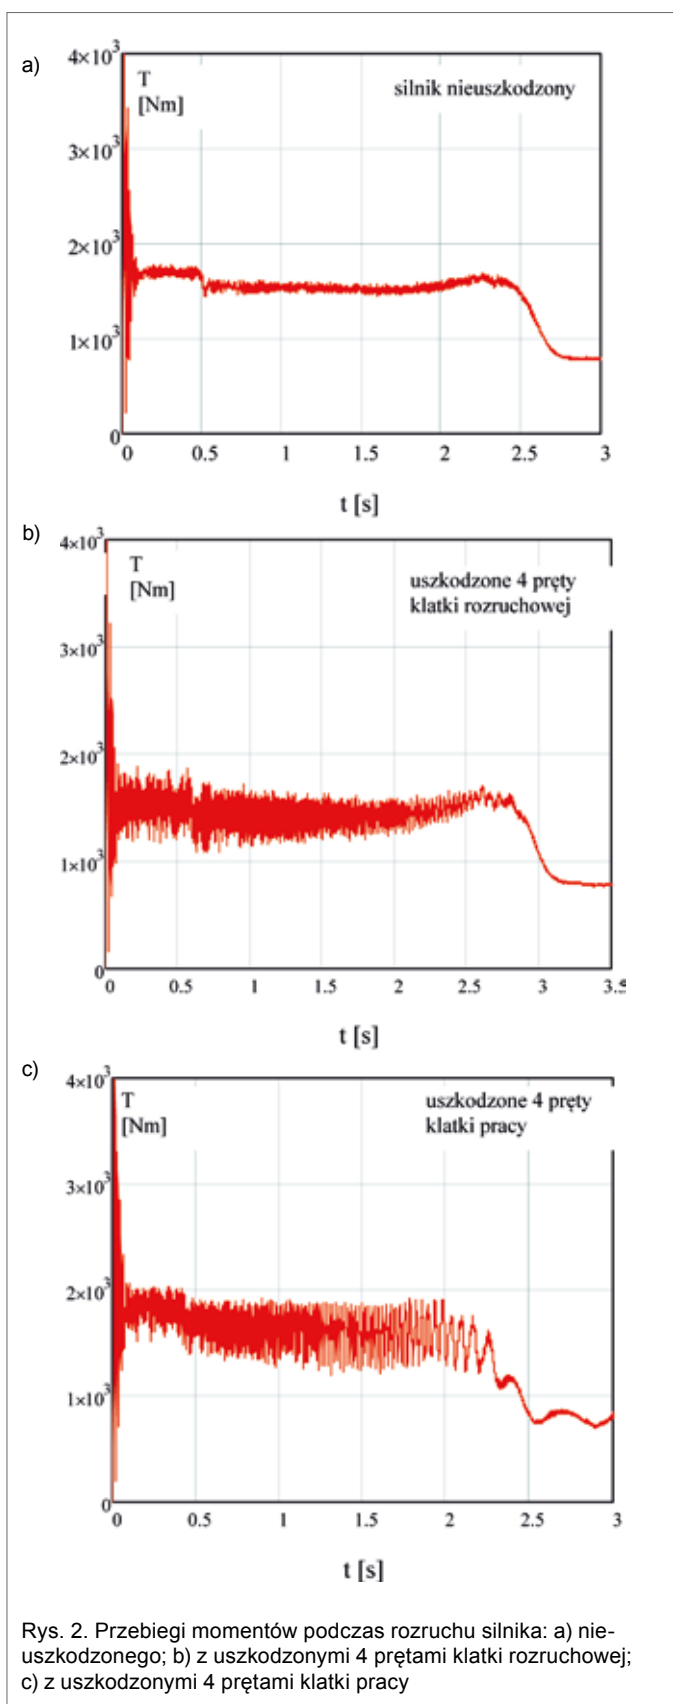 a)
4×10³
T
[Nm]
silnik nieuszkodzony
3×10³
2×10³
1×10³
0
0 0.5 1 1.5 2 2.5 3
t [s]
b)
4×10³
T
[Nm]
uszkodzone 4 pręty
klatki rozruchowej
3×10³
2×10³
1×10³
0
0 0.5 1 1.5 2 2.5 3 3.5
t [s]
c)
4×10³
T
[Nm]
uszkodzone 4 pręty
klatki pracy
3×10³
2×10³
1×10³
0
0 0.5 1 1.5 2 2.5 3
t [s]
Rys. 2. Przebiegi momentów podczas rozruchu silnika: a) nie-
uszkodzonego; b) z uszkodzonymi 4 prętami klatki rozruchowej;
c) z uszkodzonymi 4 prętami klatki pracy